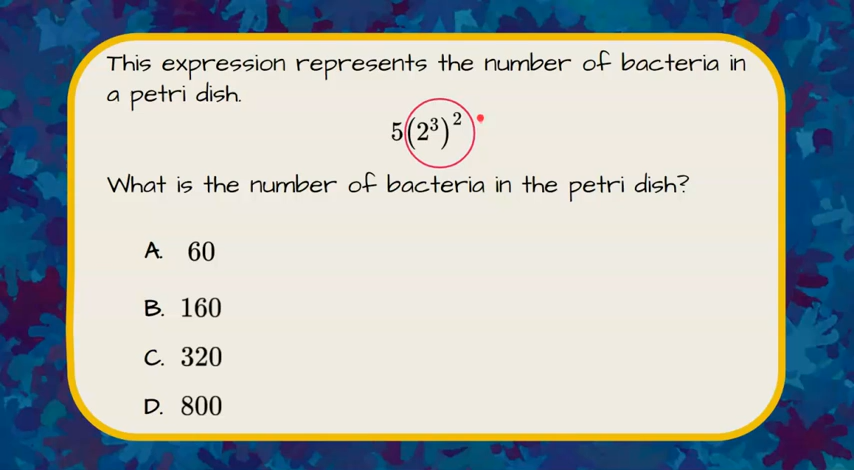 This expression represents the number of bacteria in
a petri dish.
5(2³)²
What is the number of bacteria in the petri dish?
A. 60
B. 160
C. 320
D. 800